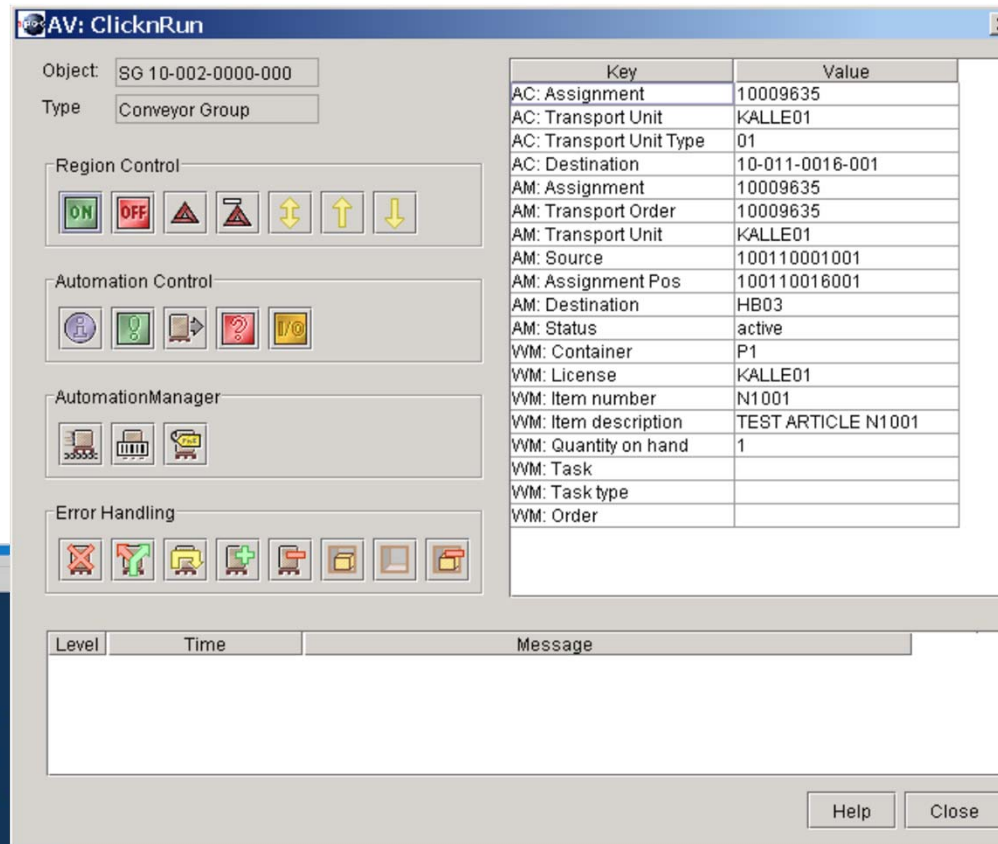 AV: ClicknRun
Object: SG 10-002-0000-000
Type Conveyor Group
Region Control
ON OFF
Automation Control
I/O
AutomationManager
Error Handling
Key Value
AC: Assignment 10009635
AC: Transport Unit KALLE01
AC: Transport Unit Type 01
AC: Destination 10-011-0016-001
AM: Assignment 10009635
AM: Transport Order 10009635
AM: Transport Unit KALLE01
AM: Source 100110001001
AM: Assignment Pos 100110016001
AM: Destination HB03
AM: Status active
WM: Container P1
WM: License KALLE01
WM: Item number N1001
WM: Item description TEST ARTICLE N1001
WM: Quantity on hand 1
WM: Task
WM: Task type
WM: Order
Level Time Message
Help Close